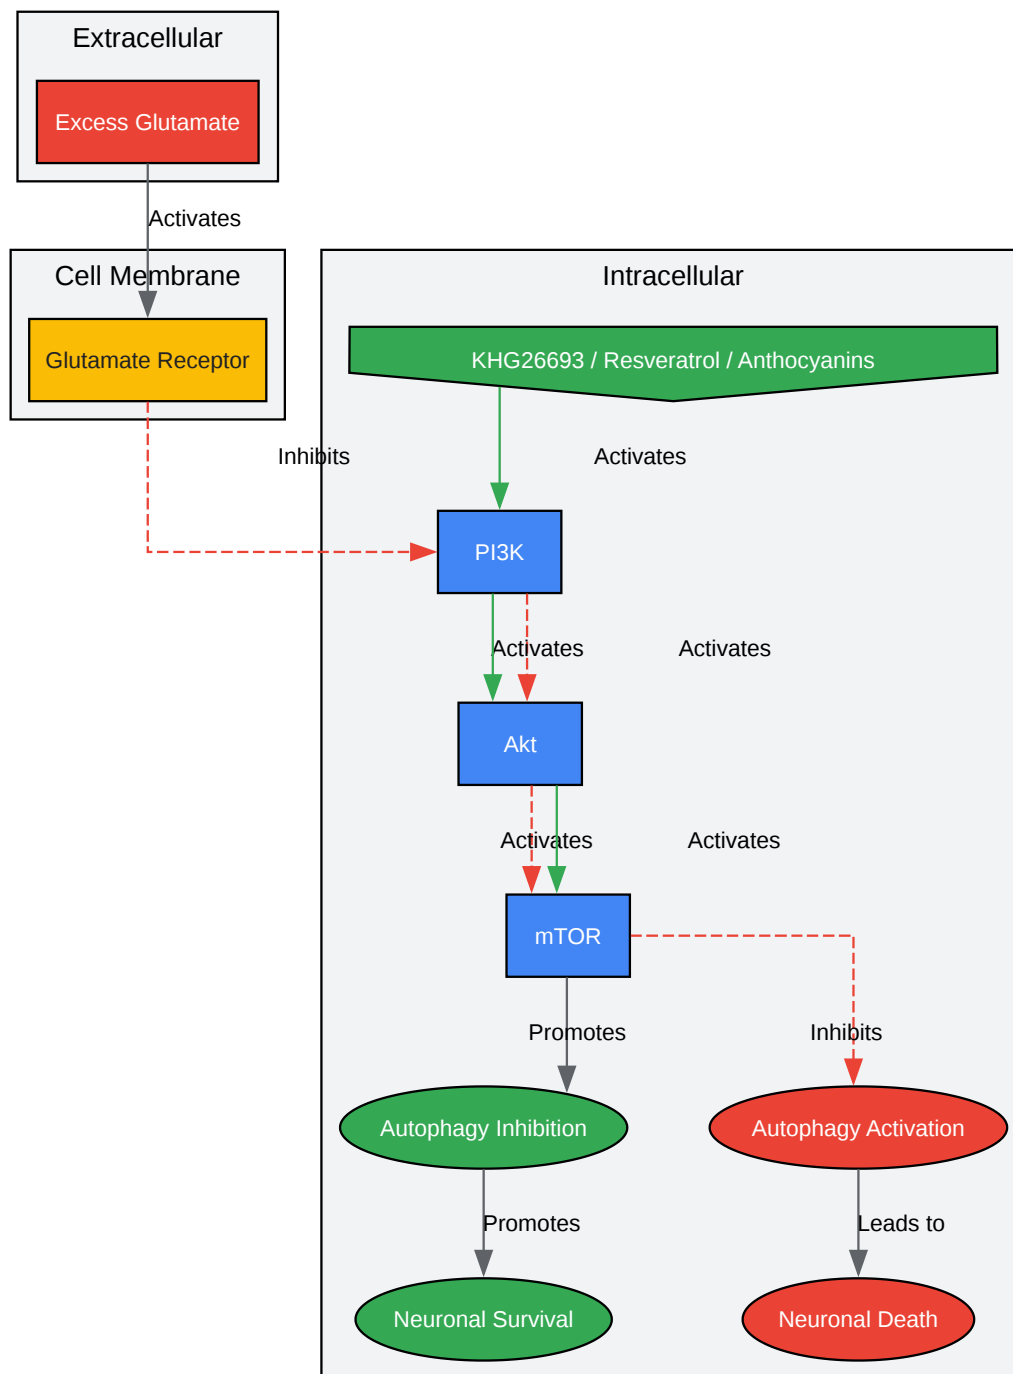 Extracellular
Excess Glutamate
Activates
Cell Membrane
Intracellular
Glutamate Receptor
KHG26693 / Resveratrol / Anthocyanins
Inhibits
Activates
PI3K
Activates
Activates
Akt
Activates
Activates
mTOR
Promotes
Inhibits
Autophagy Inhibition
Autophagy Activation
Promotes
Leads to
Neuronal Survival
Neuronal Death